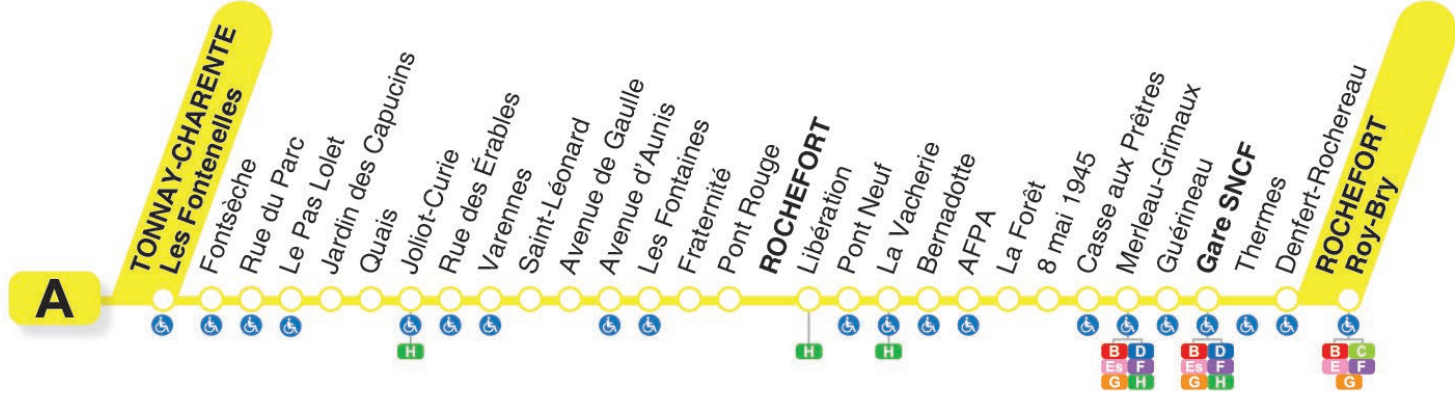 A
TONNAY-CHARENTE
Les Fontenelles
Fontsèche
Rue du Parc
Le Pas Lolet
Jardin des Capucins
Quais
Joliot-Curie
H
Rue des Érables
Varennes
Saint-Léonard
Avenue de Gaulle
Avenue d'Aunis
Les Fontaines
Fraternité
Pont Rouge
ROCHEFORT
Libération
H
Pont Neuf
La Vacherie
H
Bernadotte
AFPA
La Forêt
8 mai 1945
Casse aux Prêtres
Merleau-Grimaux
B D
Es F
G H
Guérineau
Gare SNCF
B D
Es F
G H
Thermes
Denfert-Rochereau
ROCHEFORT
Roy-Bry
B C
E F
G